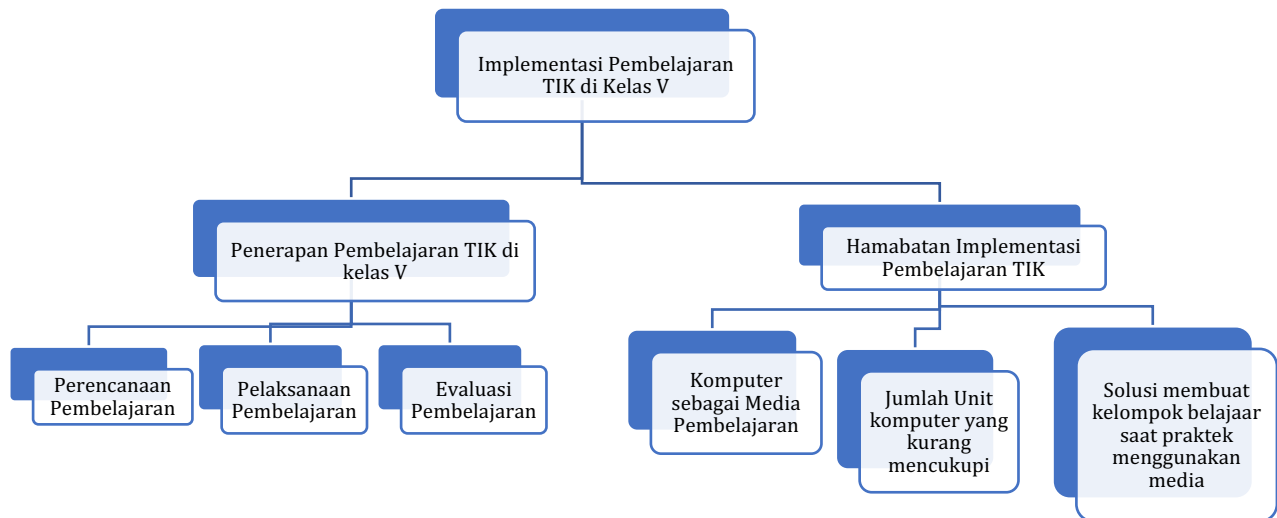 Implementasi Pembelajaran
TIK di Kelas V
Penerapan Pembelajaran TIK di
kelas V
Hamabatan Implementasi
Pembelajaran TIK
Perencanaan
Pembelajaran
Pelaksanaan
Pembelajaran
Evaluasi
Pembelajaran
Komputer
sebagai Media
Pembelajaran
Jumlah Unit
komputer yang
kurang
mencukupi
Solusi membuat
kelompok belajaar
saat praktek
menggunakan
media